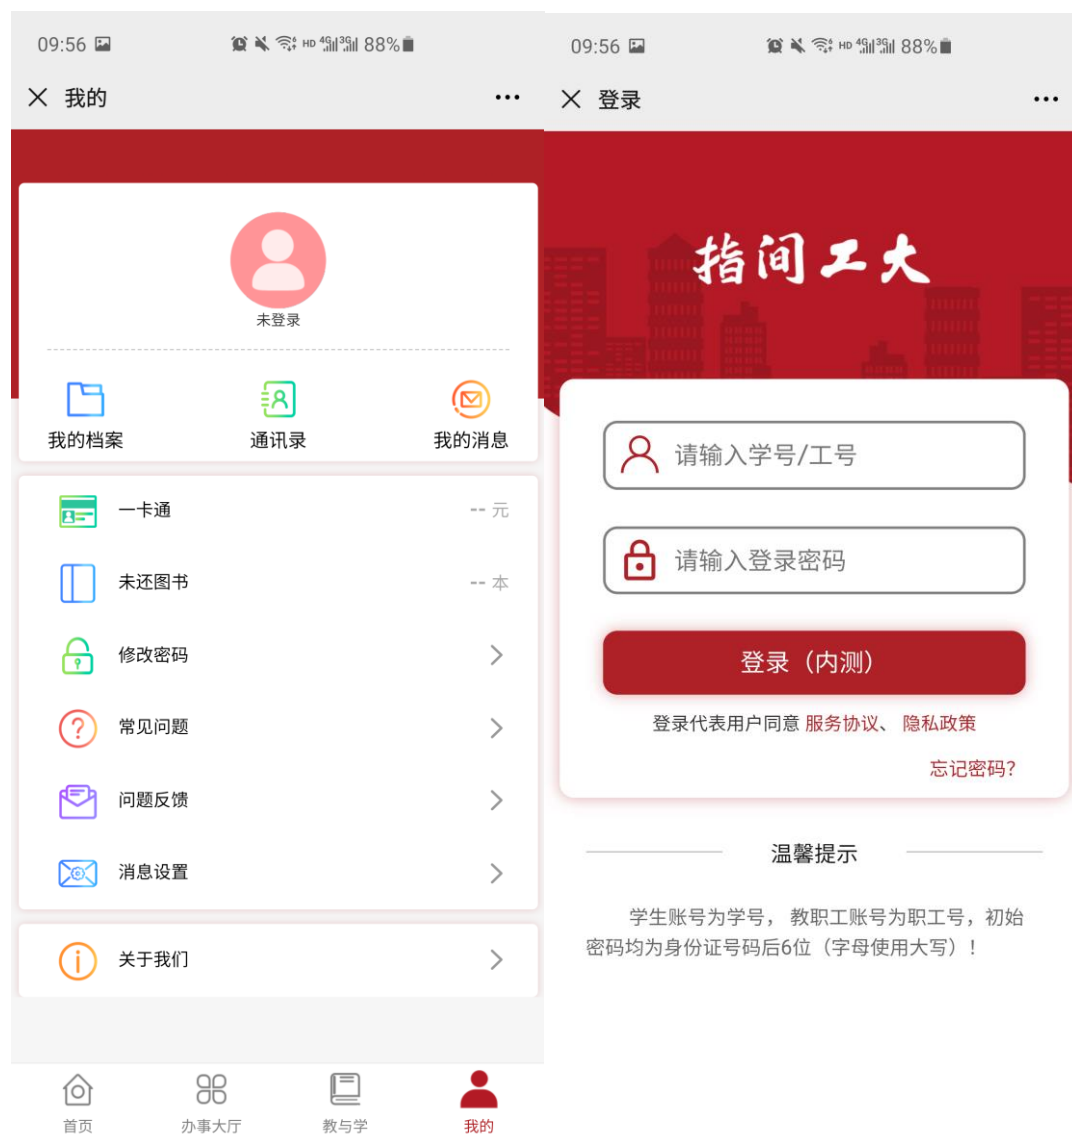 09:56
HD 4G 3G 88%
我的
未登录
我的档案 通讯录 我的消息
一卡通 -- 元
未还图书 -- 本
修改密码
常见问题
问题反馈
消息设置
关于我们
首页 办事大厅 教与学 我的
09:56
HD 4G 3G 88%
登录
指间工大
请输入学号/工号
请输入登录密码
登录（内测）
登录代表用户同意 服务协议、 隐私政策
忘记密码?
温馨提示
学生账号为学号， 教职工账号为职工号，初始
密码均为身份证号码后6位（字母使用大写）！